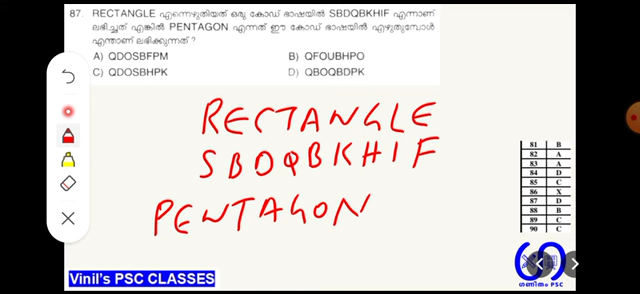 87. RECTANGLE എന്നെഴുതിയത് ഒരു കോഡ് ഭാഷയിൽ SBDQBKHIF എന്നാണ്
ലഭിച്ചത് എങ്കിൽ PENTAGON എന്നത് ഈ കോഡ് ഭാഷയിൽ എഴുതുമ്പോൾ
എന്താണ് ലഭിക്കുന്നത് ?
A) QDOSBFPM B) QFOUBHPO
C) QDOSBHPK D) QBOQBDPK
RECTANGLE
SBDQBKHIF
PENTAGON
81 B
82 A
83 A
84 D
85 C
86 X
87 D
88 B
89 C
90 C
ഗണിതം PSC
Vinil's PSC CLASSES